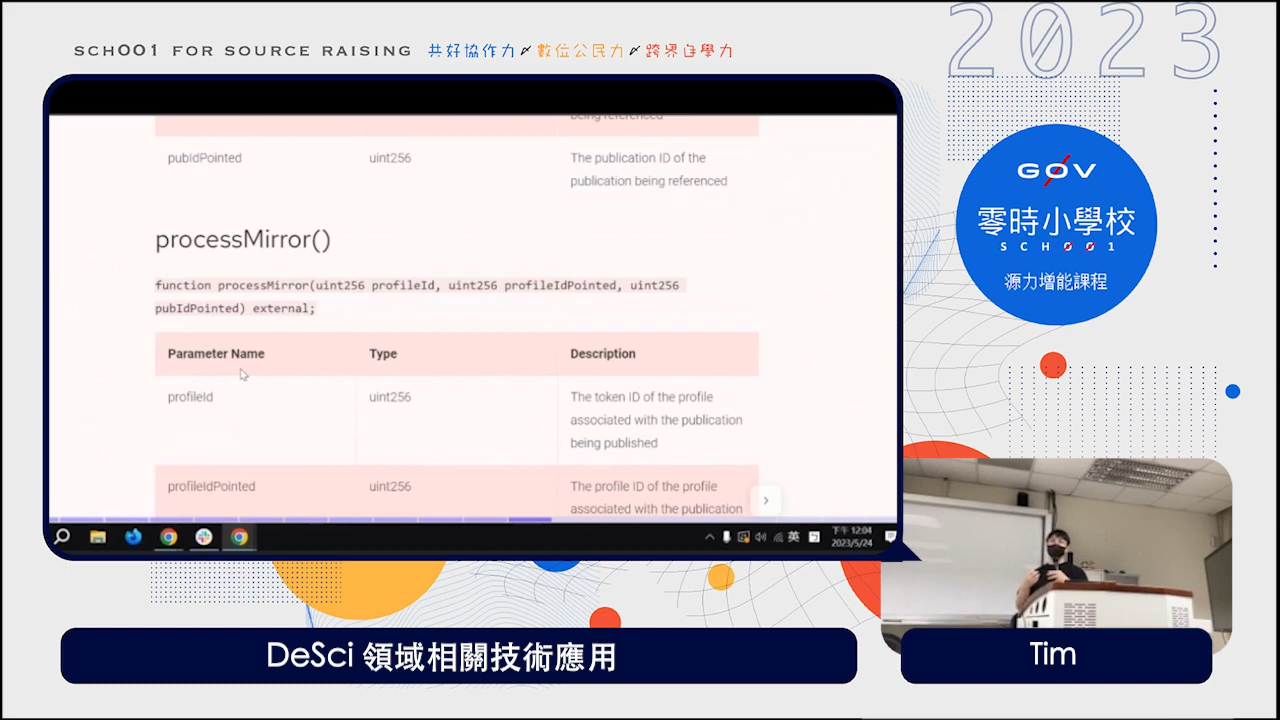 SCH001 FOR SOURCE RAISING 共好協作力 數位公民力 跨界自學力
2023
being referenced
pubIdPointed uint256 The publication ID of the
publication being referenced
processMirror()
function processMirror(uint256 profileId, uint256 profileIdPointed, uint256
pubIdPointed) external;
Parameter Name Type Description
profileId uint256 The token ID of the profile
associated with the publication
being published
profileIdPointed uint256 The profile ID of the profile
associated with the publication
英 下午 12:04
2023/5/24
G0V
零時小學校
SCH001
源力增能課程
DeSci 領域相關技術應用
Tim